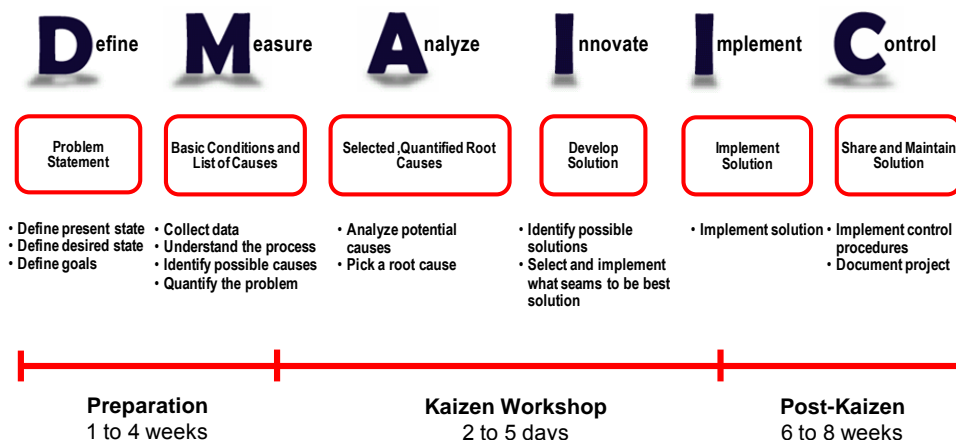 Define Measure Analyze Innovate Implement Control
Problem
Statement
Basic Conditions and
List of Causes
Selected ,Quantified Root
Causes
Develop
Solution
Implement
Solution
Share and Maintain
Solution
• Define present state
• Define desired state
• Define goals
• Collect data
• Understand the process
• Identify possible causes
• Quantify the problem
• Analyze potential
causes
• Pick a root cause
• Identify possible
solutions
• Select and implement
what seams to be best
solution
• Implement solution
• Implement control
procedures
• Document project
Preparation
1 to 4 weeks
Kaizen Workshop
2 to 5 days
Post-Kaizen
6 to 8 weeks